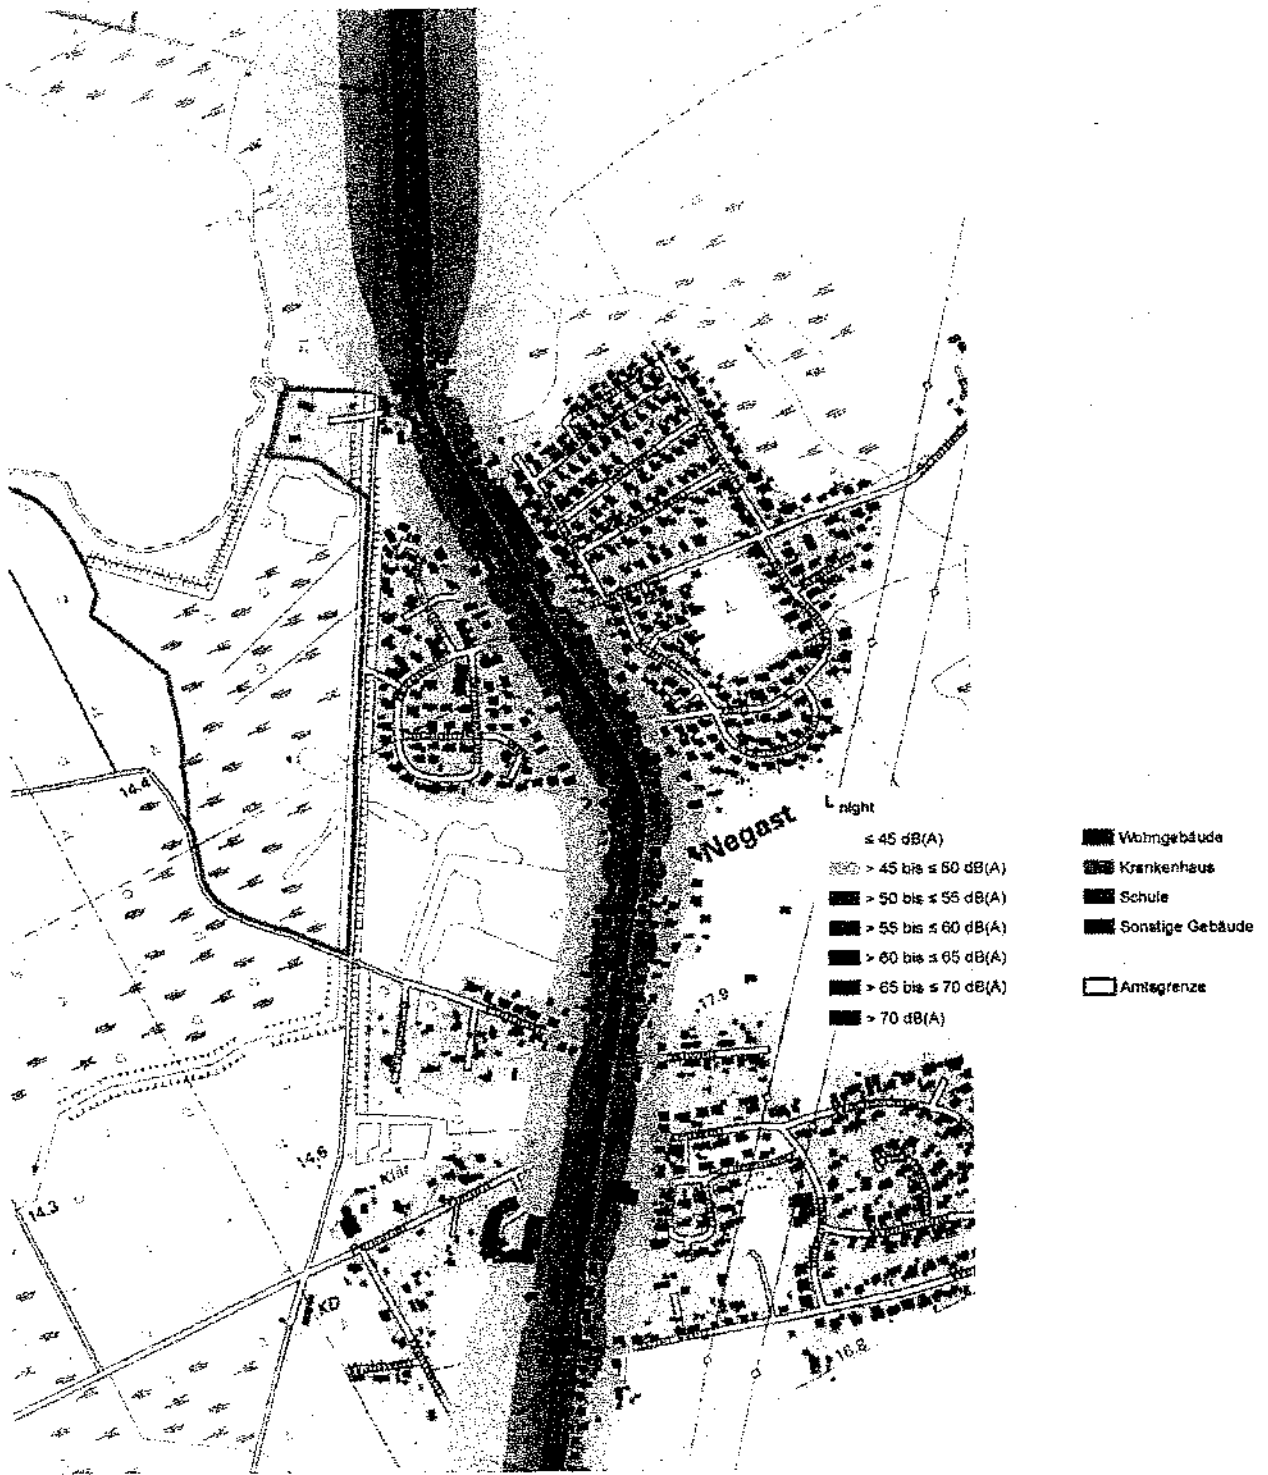 14.4
Negast
L night
≤ 45 dB(A)
> 45 bis ≤ 50 dB(A)
> 50 bis ≤ 55 dB(A)
> 55 bis ≤ 60 dB(A)
> 60 bis ≤ 65 dB(A)
> 65 bis ≤ 70 dB(A)
> 70 dB(A)
Wohngebäude
Krankenhaus
Schule
Sonstige Gebäude
Amtsgrenze
17.9
14.6
Klär
14.3
KD
16.8